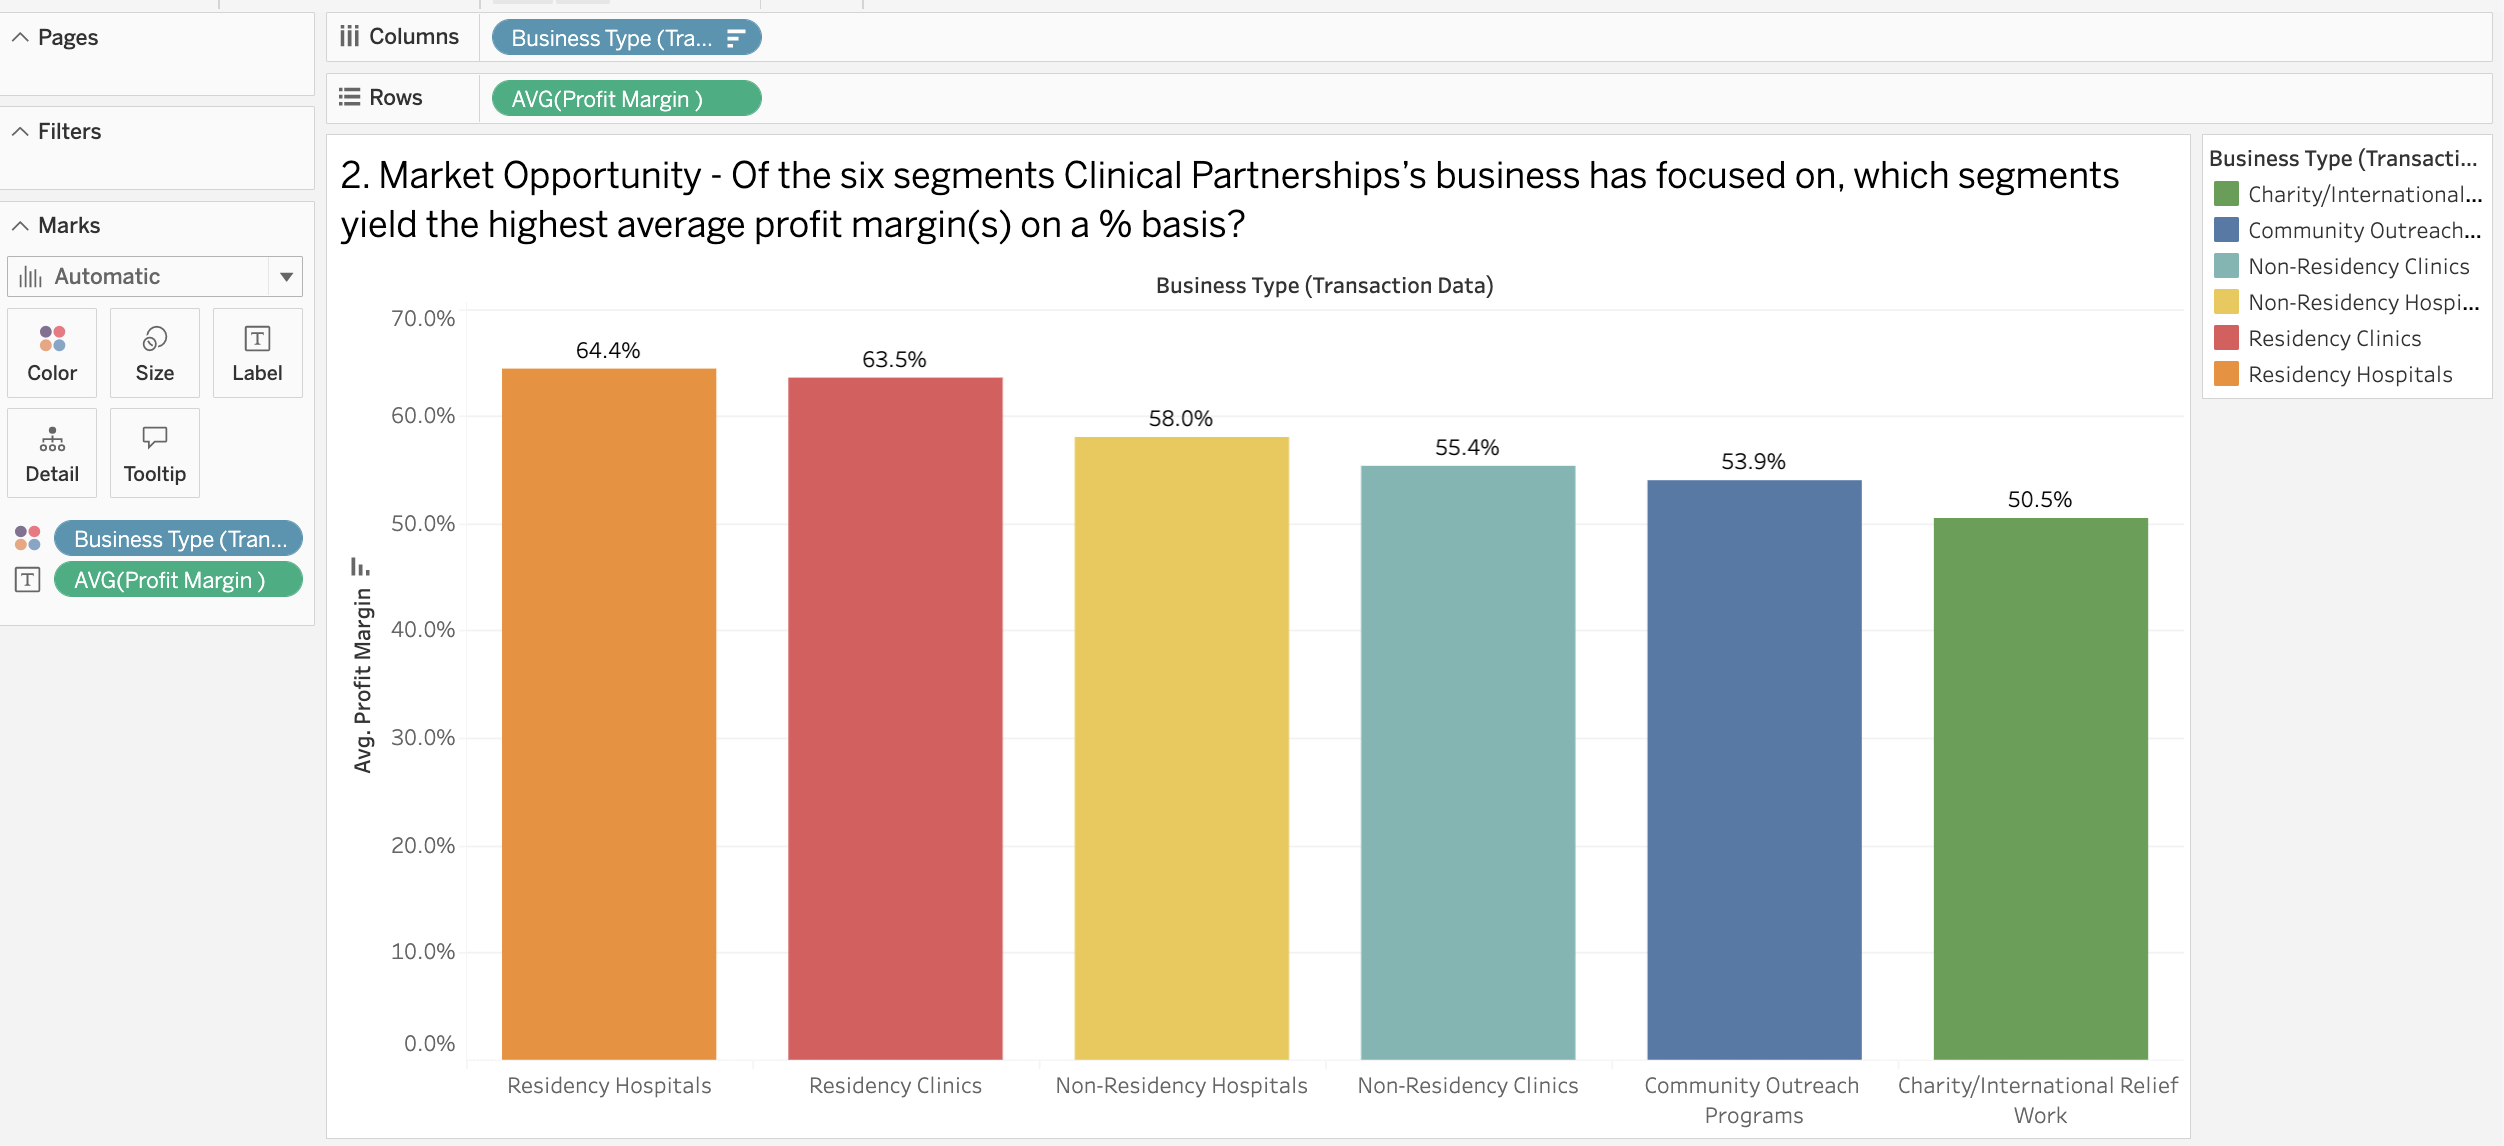 Pages
Filters
Marks
Automatic
Color
Size
Label
Detail
Tooltip
Business Type (Tran...
T AVG(Profit Margin )
Columns
Business Type (Tra...
Rows
AVG(Profit Margin )
2. Market Opportunity - Of the six segments Clinical Partnerships’s business has focused on, which segments
yield the highest average profit margin(s) on a % basis?
Business Type (Transaction Data)
Avg. Profit Margin
70.0%
60.0%
50.0%
40.0%
30.0%
20.0%
10.0%
0.0%
64.4%
63.5%
58.0%
55.4%
53.9%
50.5%
Residency Hospitals
Residency Clinics
Non-Residency Hospitals
Non-Residency Clinics
Community Outreach
Programs
Charity/International Relief
Work
Business Type (Transacti...
Charity/International...
Community Outreach...
Non-Residency Clinics
Non-Residency Hospi...
Residency Clinics
Residency Hospitals